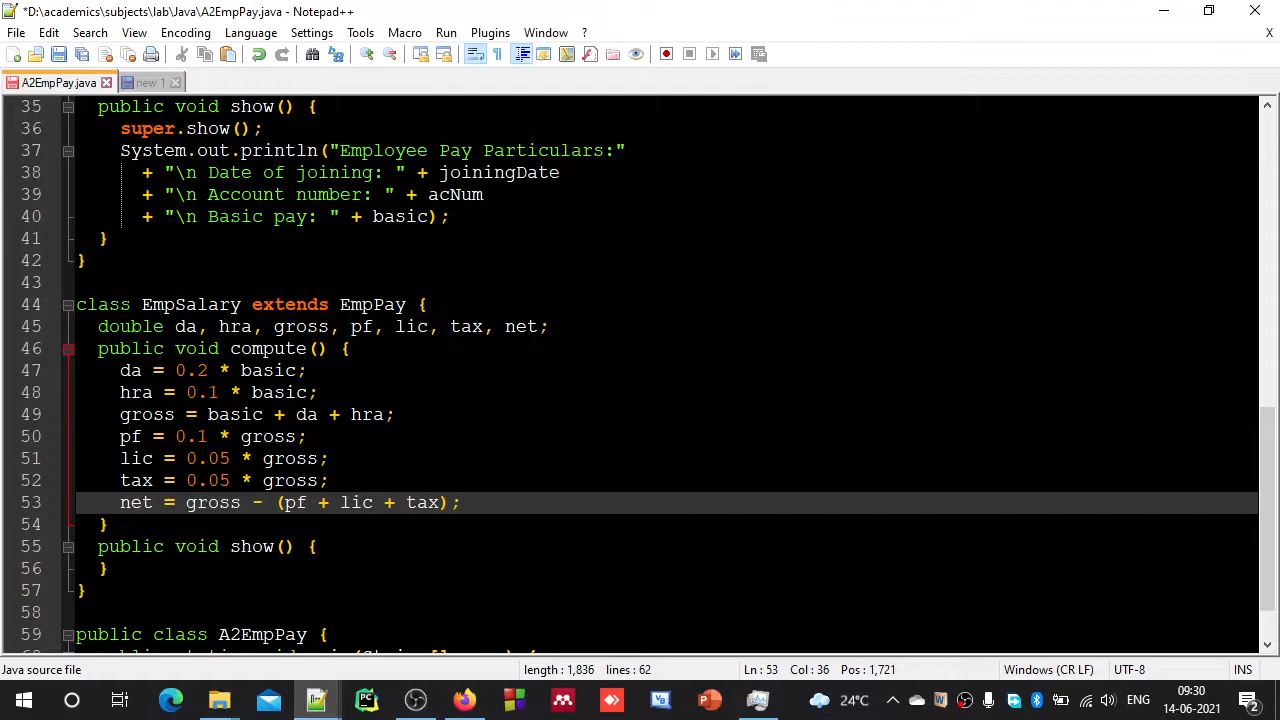 *D:\academics\subjects\lab\Java\A2EmpPay.java - Notepad++
File Edit Search View Encoding Language Settings Tools Macro Run Plugins Window ? X
A2EmpPay.java new 1
35 public void show() {
36 super.show();
37 System.out.println("Employee Pay Particulars:"
38 + "\n Date of joining: " + joiningDate
39 + "\n Account number: " + acNum
40 + "\n Basic pay: " + basic);
41 }
42 }
43
44 class EmpSalary extends EmpPay {
45 double da, hra, gross, pf, lic, tax, net;
46 public void compute() {
47 da = 0.2 * basic;
48 hra = 0.1 * basic;
49 gross = basic + da + hra;
50 pf = 0.1 * gross;
51 lic = 0.05 * gross;
52 tax = 0.05 * gross;
53 net = gross - (pf + lic + tax);
54 }
55 public void show() {
56 }
57 }
58
59 public class A2EmpPay {
Java source file length : 1,836 lines : 62 Ln : 53 Col : 36 Pos : 1,721 Windows (CR LF) UTF-8 INS
24°C ENG 09:30
14-06-2021